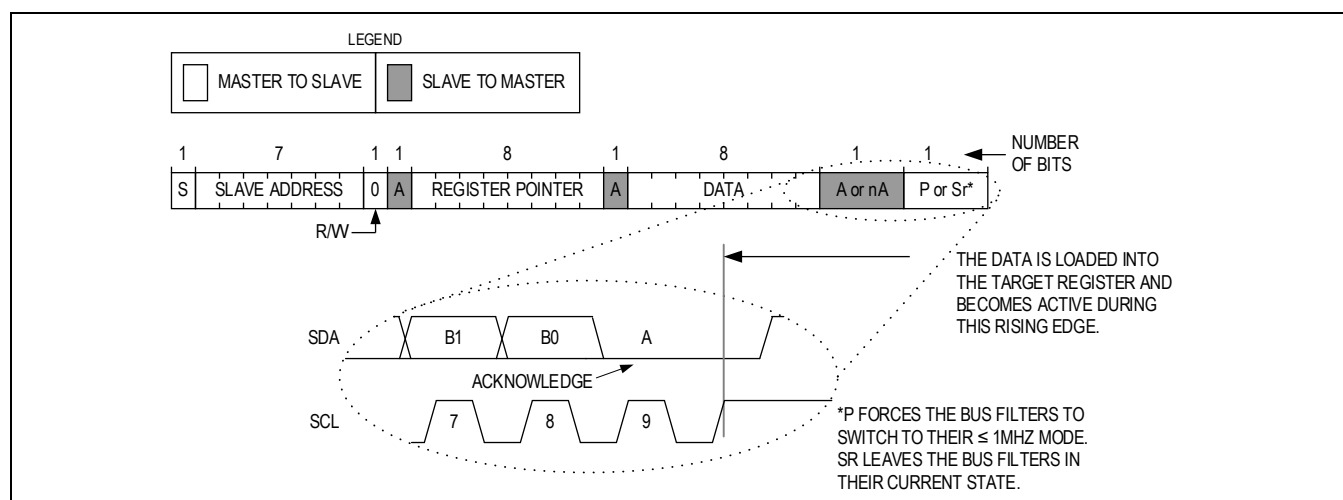 LEGEND
MASTER TO SLAVE SLAVE TO MASTER
1 7 1 1 8 1 8 1 1 NUMBER
OF BITS
S SLAVE ADDRESS 0 A REGISTER POINTER A DATA A or nA P or Sr*
R/W
THE DATA IS LOADED INTO
THE TARGET REGISTER AND
BECOMES ACTIVE DURING
THIS RISING EDGE.
SDA B1 B0 A
ACKNOWLEDGE
SCL 7 8 9
*P FORCES THE BUS FILTERS TO
SWITCH TO THEIR ≤ 1MHZ MODE.
SR LEAVES THE BUS FILTERS IN
THEIR CURRENT STATE.